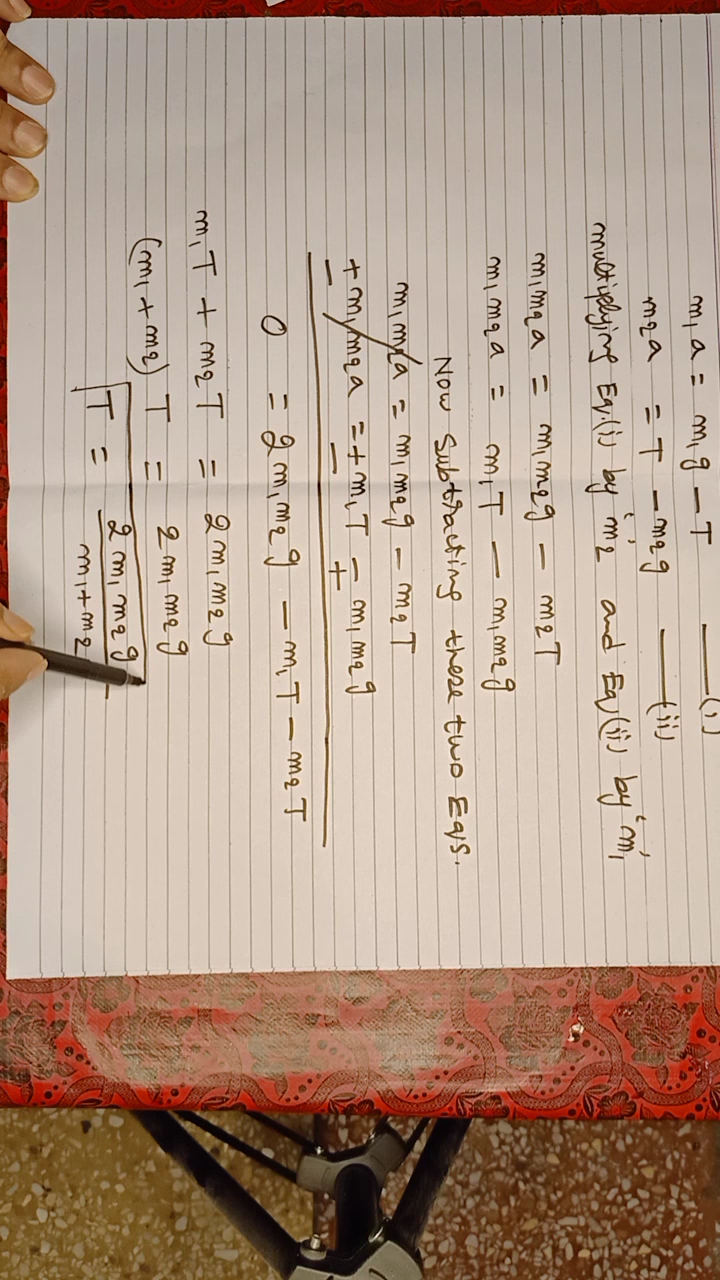 m₁a = m₁g – T —— (i)
m₂a = T – m₂g —— (ii)
multiplying Eq.(i) by 'm₂' and Eq(ii) by 'm₁'
m₁m₂a = m₁m₂g – m₂T
m₁m₂a = m₁T – m₁m₂g
Now Subtracting these two Eqs.
m₁m₂a = m₁m₂g – m₂T
+m₁m₂a = +m₁T – m₁m₂g
– – +
0 = 2m₁m₂g – m₁T – m₂T
m₁T + m₂T = 2m₁m₂g
(m₁+m₂) T = 2m₁m₂g
T = 2m₁m₂g
m₁+m₂